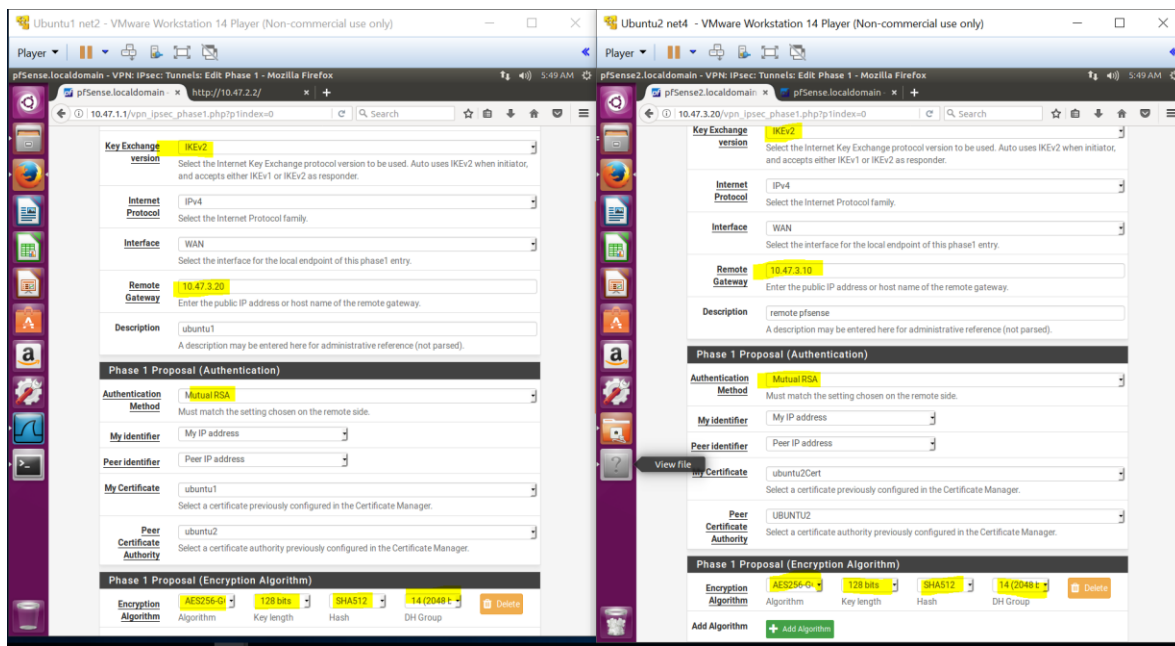 Ubuntu1 net2 - VMware Workstation 14 Player (Non-commercial use only)
Player
pfSense.localdomain - VPN: IPsec: Tunnels: Edit Phase 1 - Mozilla Firefox
5:49 AM
pfSense.localdomain -
http://10.47.2.2/
10.47.1.1/vpn_ipsec_phase1.php?p1index=0
Search
Key Exchange version
IKEv2
Select the Internet Key Exchange protocol version to be used. Auto uses IKEv2 when initiator,
and accepts either IKEv1 or IKEv2 as responder.
Internet Protocol
IPv4
Select the Internet Protocol family.
Interface
WAN
Select the interface for the local endpoint of this phase1 entry.
Remote Gateway
10.47.3.20
Enter the public IP address or host name of the remote gateway.
Description
ubuntu1
A description may be entered here for administrative reference (not parsed).
Phase 1 Proposal (Authentication)
Authentication Method
Mutual RSA
Must match the setting chosen on the remote side.
My identifier
My IP address
Peer identifier
Peer IP address
My Certificate
ubuntu1
Select a certificate previously configured in the Certificate Manager.
Peer Certificate Authority
ubuntu2
Select a certificate authority previously configured in the Certificate Manager.
Phase 1 Proposal (Encryption Algorithm)
Encryption Algorithm
AES256-G 128 bits SHA512 14 (2048 b Delete
Algorithm Key length Hash DH Group
Ubuntu2 net4 - VMware Workstation 14 Player (Non-commercial use only)
Player
pfSense2.localdomain - VPN: IPsec: Tunnels: Edit Phase 1 - Mozilla Firefox
5:49 AM
pfSense2.localdomain
pfSense.localdomain -
10.47.3.20/vpn_ipsec_phase1.php?p1index=0
Search
Key Exchange version
IKEv2
Select the Internet Key Exchange protocol version to be used. Auto uses IKEv2 when initiator,
and accepts either IKEv1 or IKEv2 as responder.
Internet Protocol
IPv4
Select the Internet Protocol family.
Interface
WAN
Select the interface for the local endpoint of this phase1 entry.
Remote Gateway
10.47.3.10
Enter the public IP address or host name of the remote gateway.
Description
remote pfsense
A description may be entered here for administrative reference (not parsed).
Phase 1 Proposal (Authentication)
Authentication Method
Mutual RSA
Must match the setting chosen on the remote side.
My identifier
My IP address
Peer identifier
Peer IP address
View file
My Certificate
ubuntu2Cert
Select a certificate previously configured in the Certificate Manager.
Peer Certificate Authority
UBUNTU2
Select a certificate authority previously configured in the Certificate Manager.
Phase 1 Proposal (Encryption Algorithm)
Encryption Algorithm
AES256-G 128 bits SHA512 14 (2048 b Delete
Algorithm Key length Hash DH Group
Add Algorithm
Add Algorithm